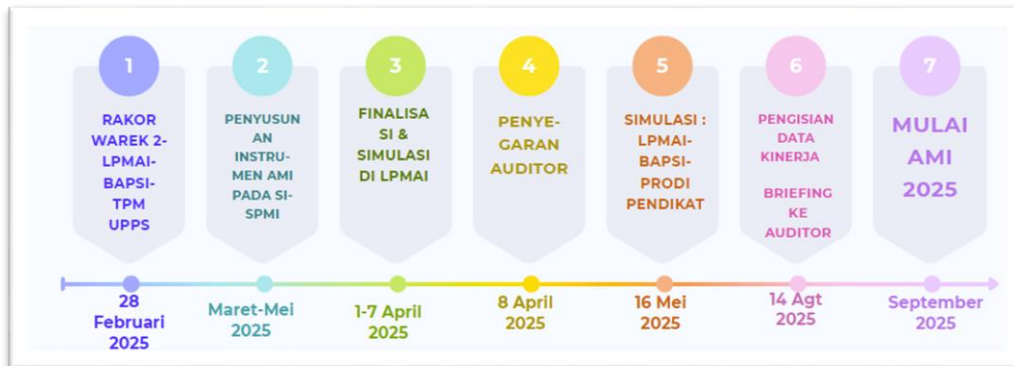 1
RAKOR
WAREK 2-
LPMAI-
BAPSI-
TPM
UPPS
28
Februari
2025
2
PENYUSUN
AN
INSTRU-
MEN AMI
PADA SI-
SPMI
Maret-Mei
2025
3
FINALISA
SI &
SIMULASI
DI LPMAI
1-7 April
2025
4
PENYE-
GARAN
AUDITOR
8 April
2025
5
SIMULASI :
LPMAI-
BAPSI-
PRODI
PENDIKAT
16 Mei
2025
6
PENGISIAN
DATA
KINERJA
BRIEFING
KE
AUDITOR
14 Agt
2025
7
MULAI
AMI
2025
September
2025